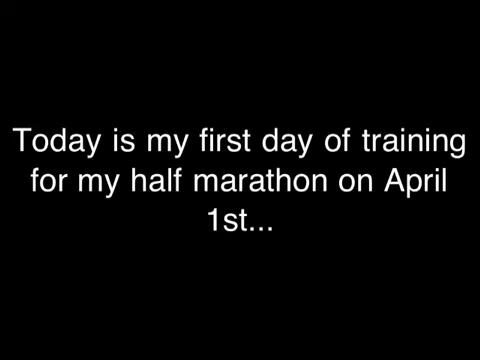 Today is my first day of training
for my half marathon on April
1st...